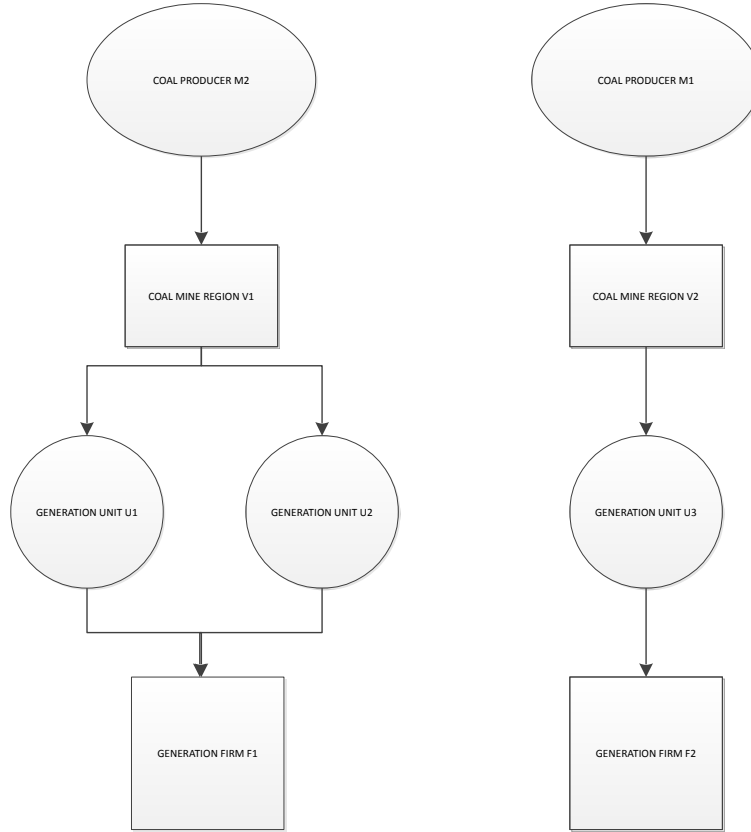 COAL PRODUCER M2
COAL PRODUCER M1
COAL MINE REGION V1
COAL MINE REGION V2
GENERATION UNIT U1
GENERATION UNIT U2
GENERATION UNIT U3
GENERATION FIRM F1
GENERATION FIRM F2